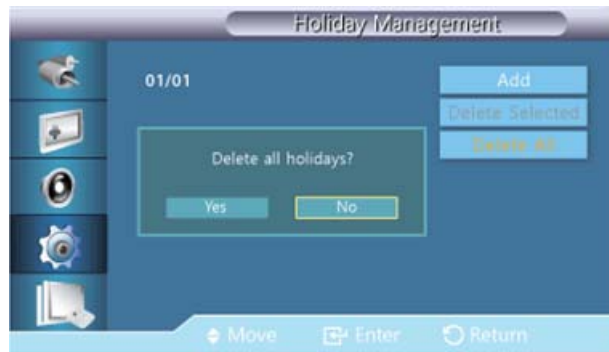 Holiday Management
01/01
Add
Delete Selected
Delete All
Delete all holidays?
Yes
No
Move
Enter
Return